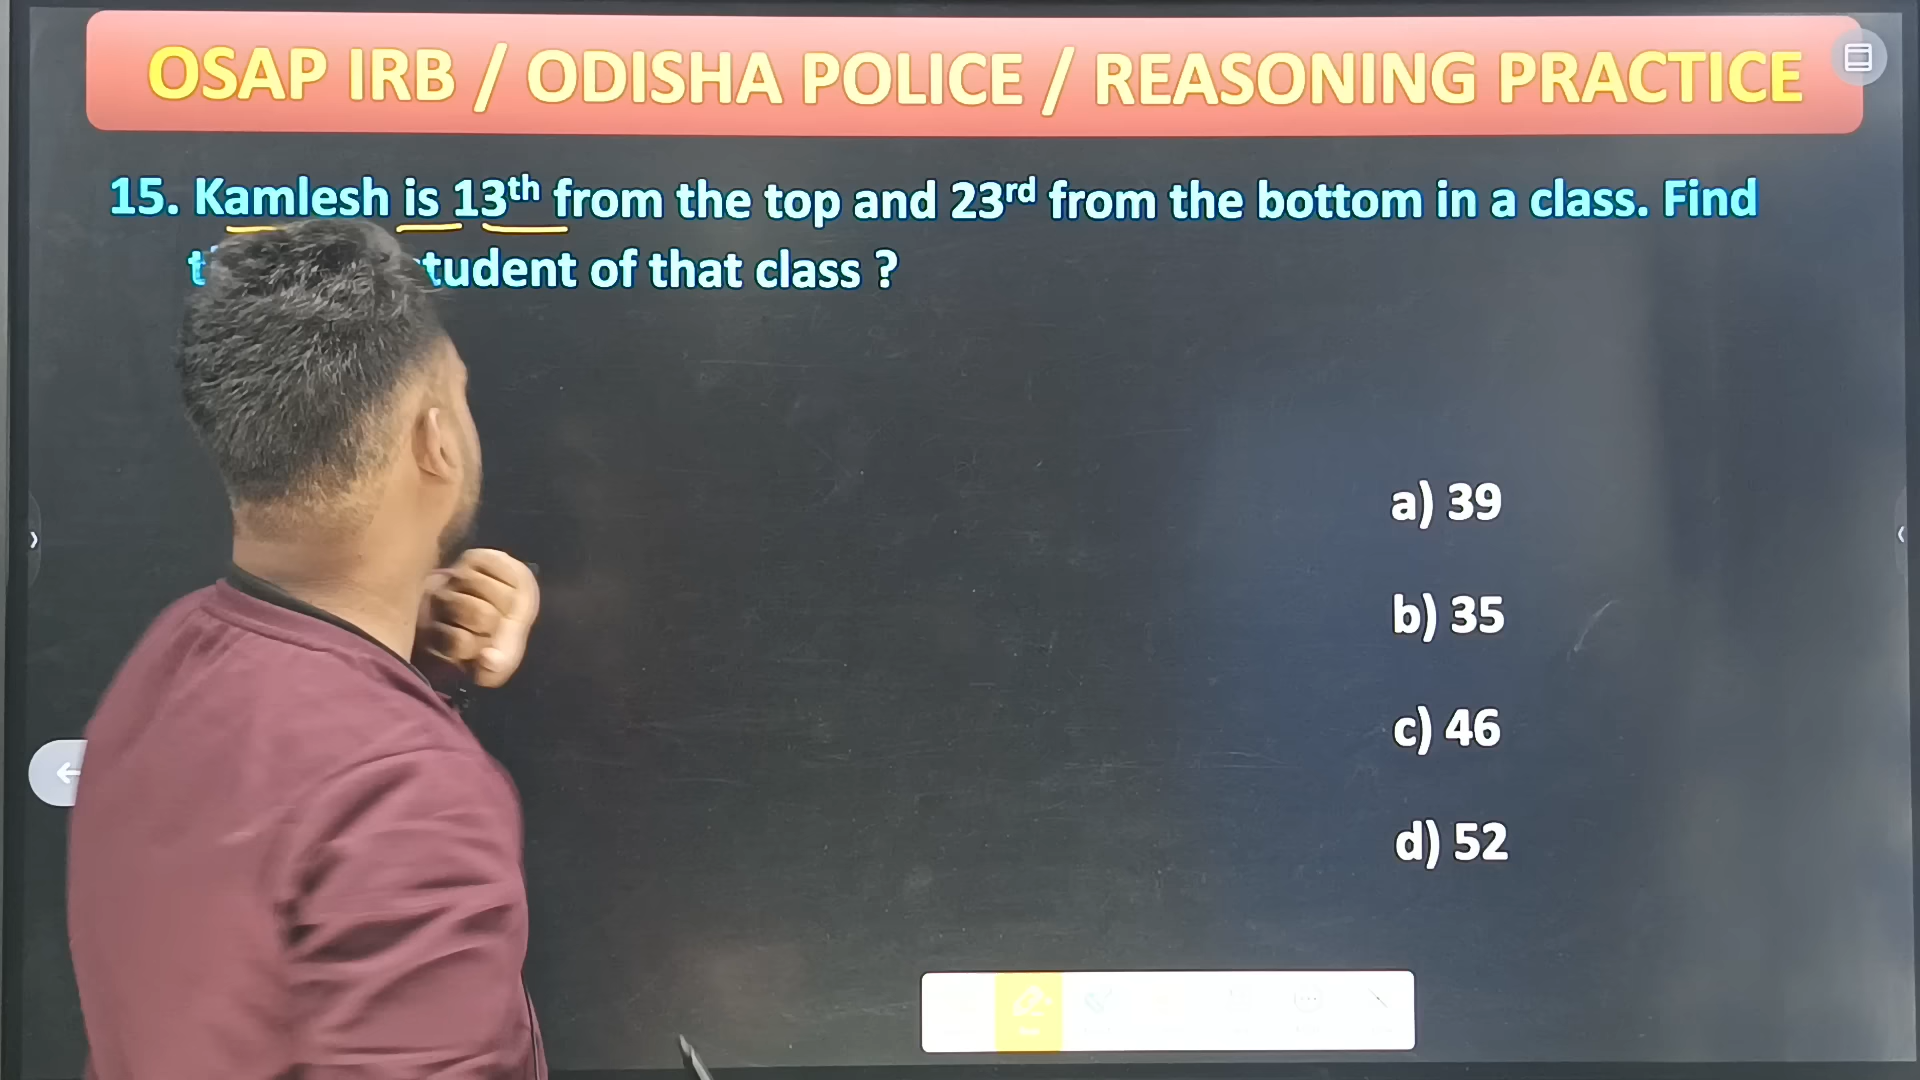 OSAP IRB / ODISHA POLICE / REASONING PRACTICE
15. Kamlesh is 13th from the top and 23rd from the bottom in a class. Find
of that class ?
a) 39
b) 35
c) 46
d) 52